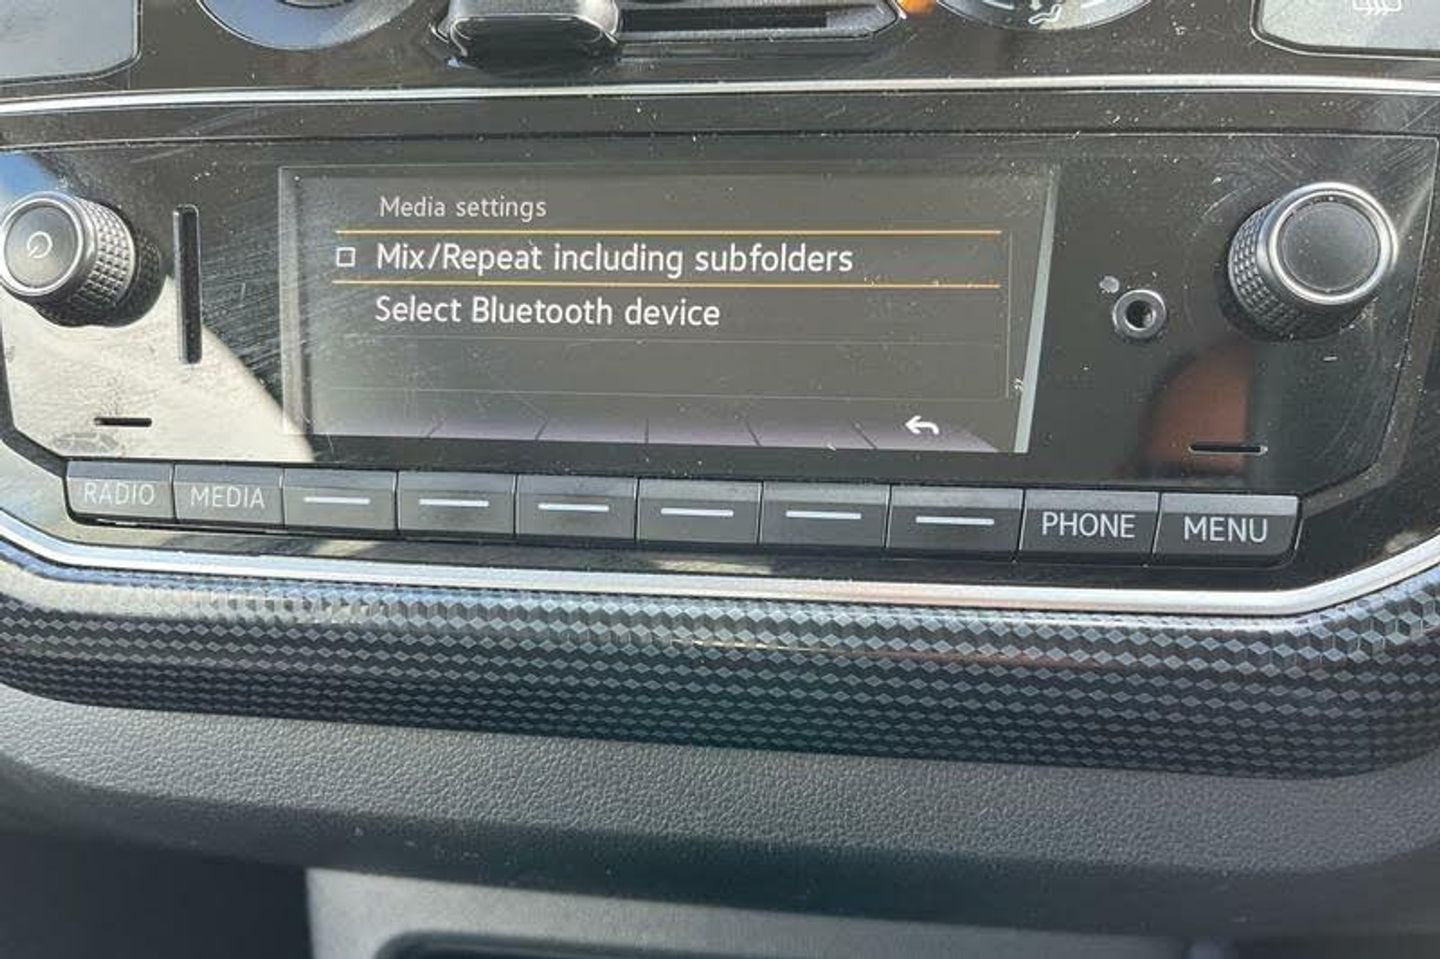 Media settings
Mix/Repeat including subfolders
Select Bluetooth device
RADIO MEDIA PHONE MENU